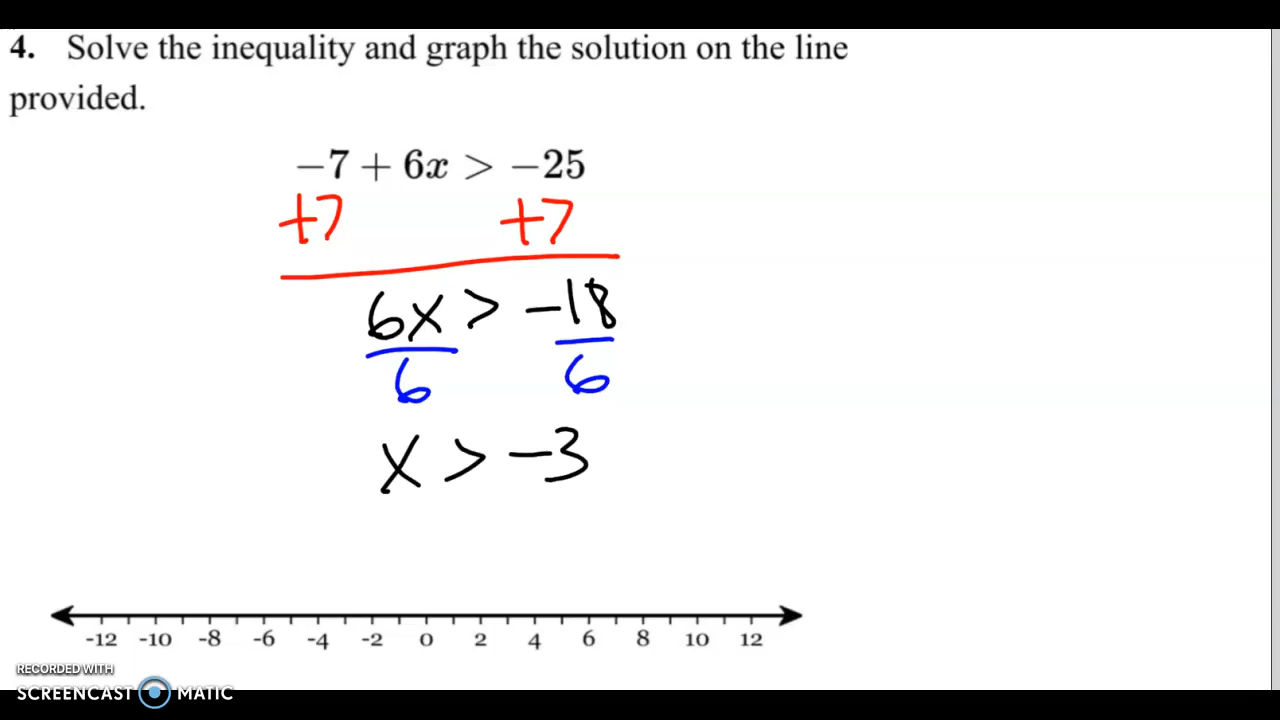 4. Solve the inequality and graph the solution on the line
provided.
−7 + 6x > −25
+7 +7
6x > −18
6 6
x > −3
-12 -10 -8 -6 -4 -2 0 2 4 6 8 10 12
RECORDED WITH
SCREENCAST MATIC